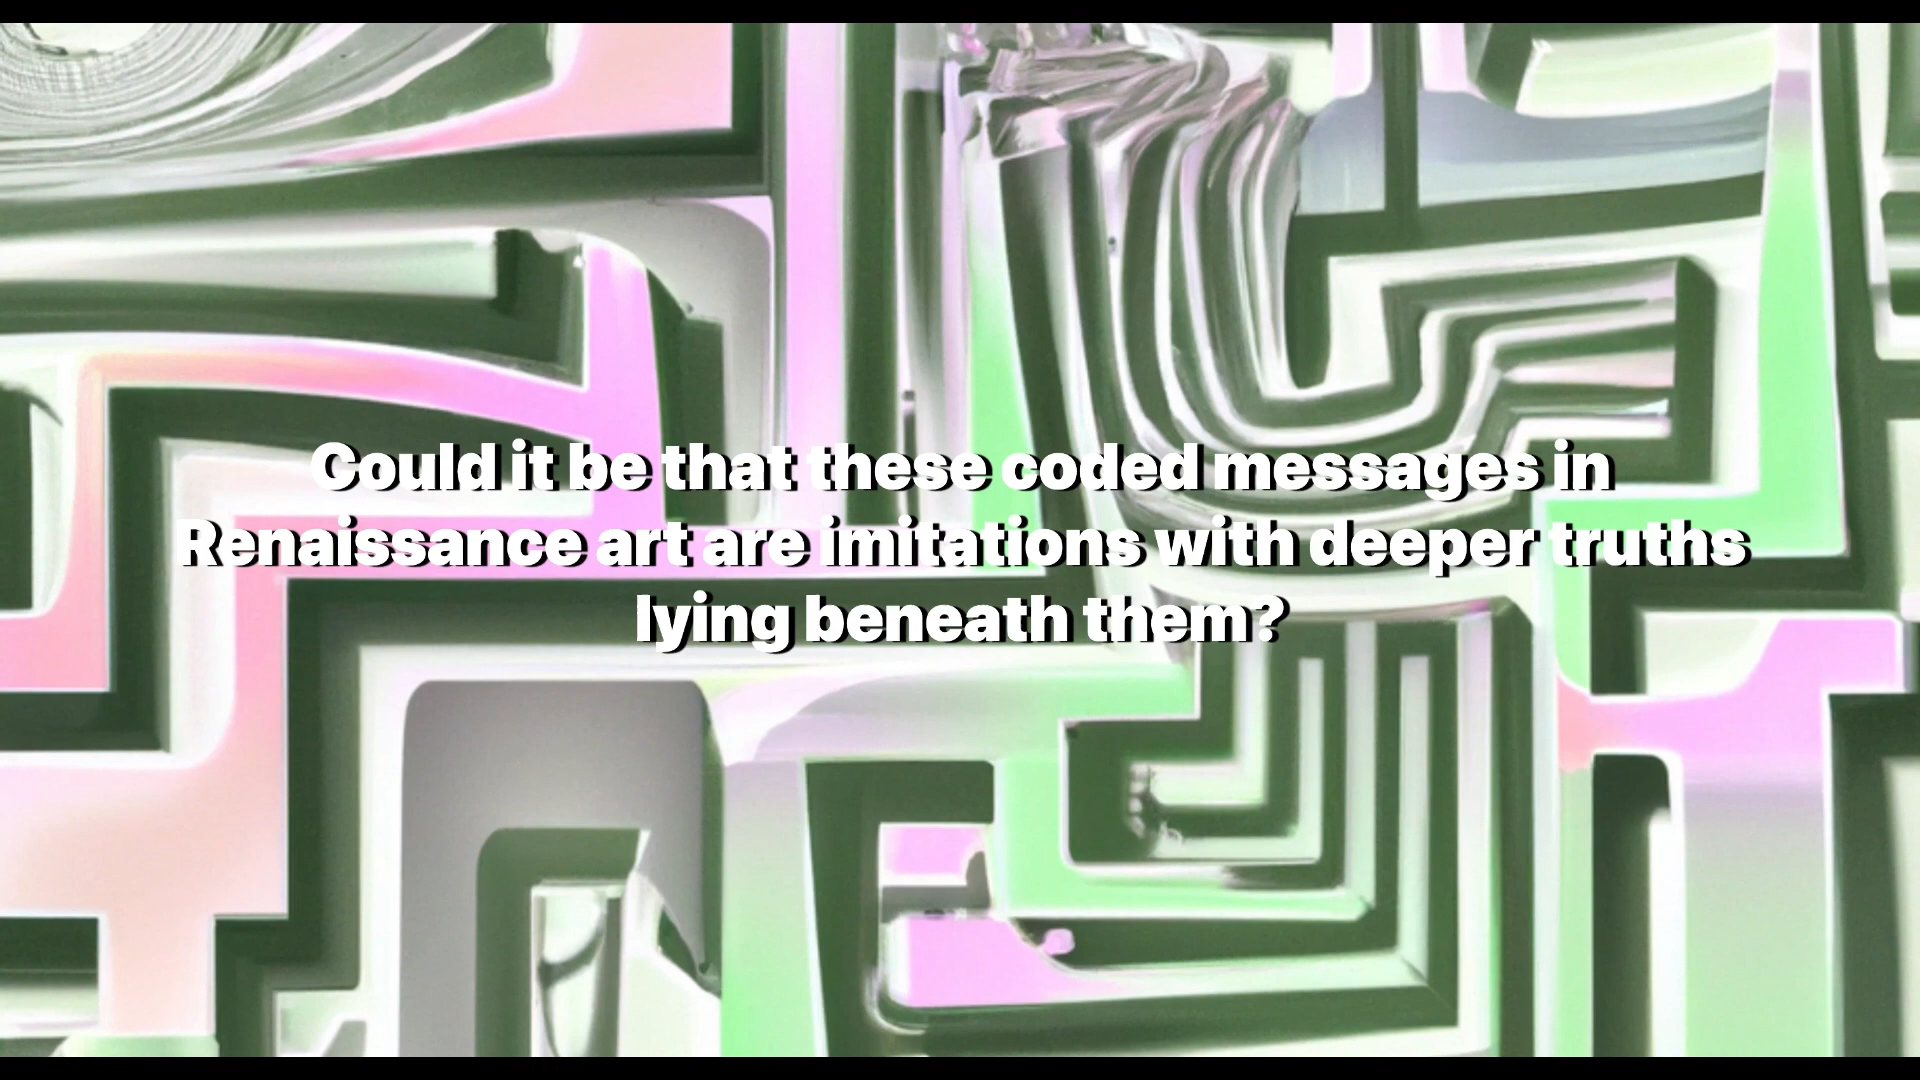 Could it be that these coded messages in
Renaissance art are imitations with deeper truths
lying beneath them?